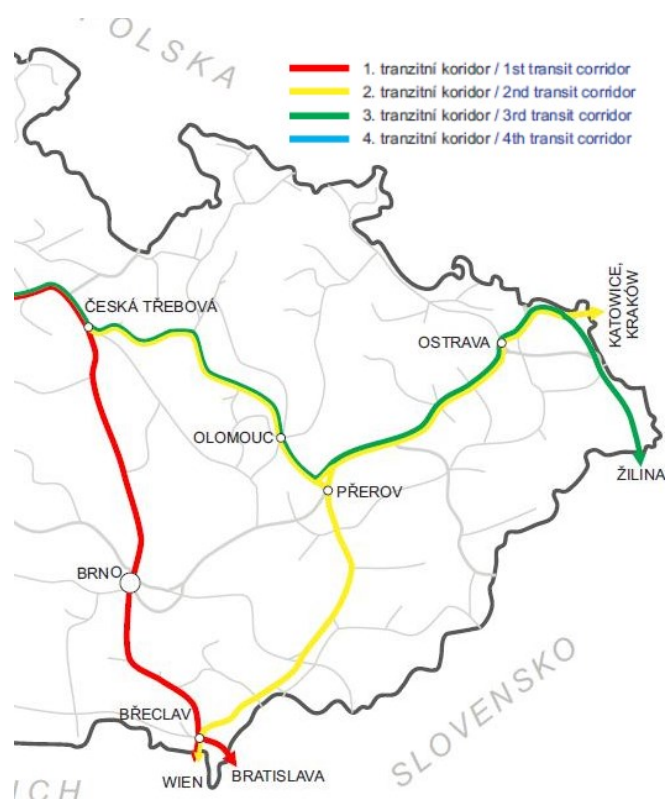 OLSKA
1. tranzitní koridor / 1st transit corridor
2. tranzitní koridor / 2nd transit corridor
3. tranzitní koridor / 3rd transit corridor
4. tranzitní koridor / 4th transit corridor
ČESKÁ TŘEBOVÁ
KATOWICE,
KRAKÓW
OSTRAVA
OLOMOUC
ŽILINA
PŘEROV
BRNO
SLOVENSKO
BŘECLAV
WIEN
BRATISLAVA
ICH